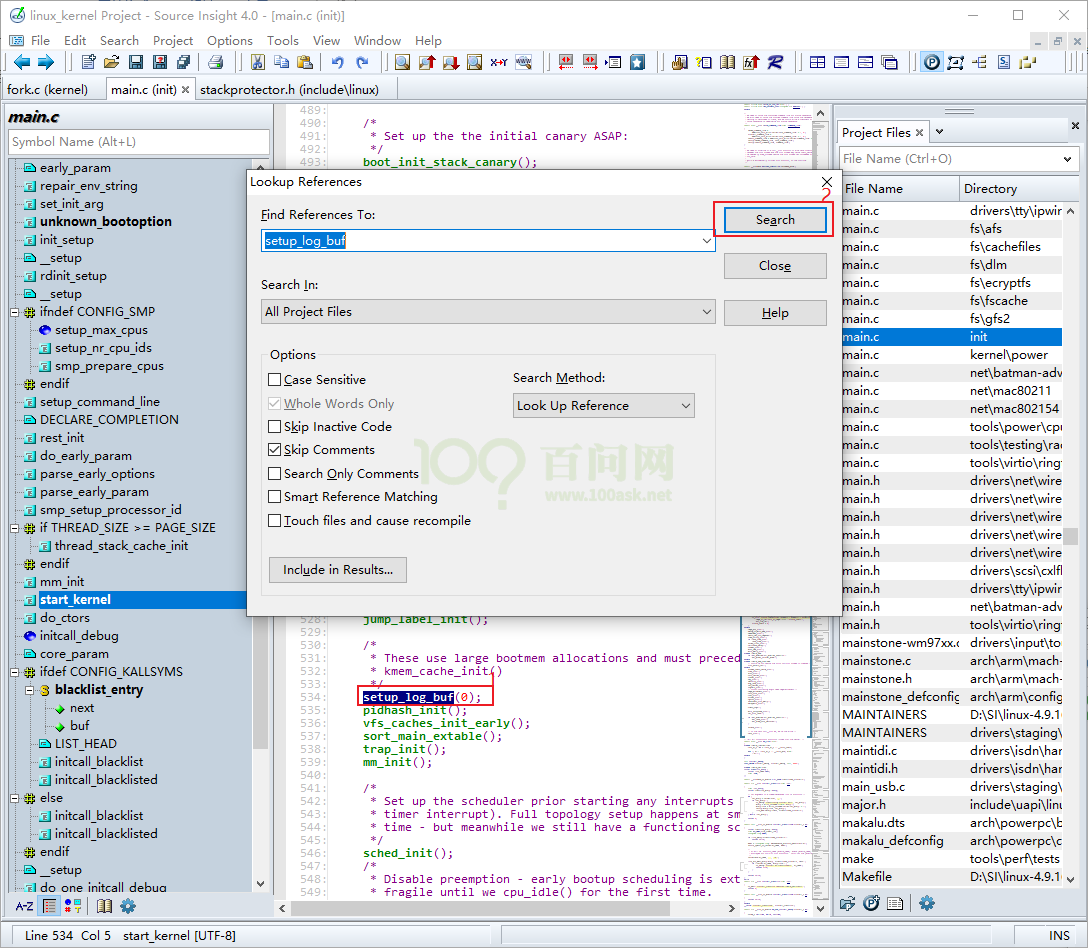 linux_kernel Project - Source Insight 4.0 - [main.c (init)]
File Edit Search Project Options Tools View Window Help
fork.c (kernel) main.c (init) stackprotector.h (include\linux)
main.c
Symbol Name (Alt+L)
early_param
repair_env_string
set_init_arg
unknown_bootoption
init_setup
__setup
rdinit_setup
__setup
ifndef CONFIG_SMP
setup_max_cpus
setup_nr_cpu_ids
smp_prepare_cpus
endif
setup_command_line
DECLARE_COMPLETION
rest_init
do_early_param
parse_early_options
parse_early_param
smp_setup_processor_id
if THREAD_SIZE >= PAGE_SIZE
thread_stack_cache_init
endif
mm_init
start_kernel
do_ctors
initcall_debug
core_param
ifdef CONFIG_KALLSYMS
blacklist_entry
next
buf
LIST_HEAD
initcall_blacklist
initcall_blacklisted
else
initcall_blacklist
initcall_blacklisted
endif
__setup
do_one_initcall_debug
A-Z
489:
490: /*
491: * Set up the the initial canary ASAP:
492: */
493: boot_init_stack_canary();
Lookup References
Find References To:
setup_log_buf
Search In:
All Project Files
Options
Case Sensitive
Whole Words Only
Skip Inactive Code
Skip Comments
Search Only Comments
Smart Reference Matching
Touch files and cause recompile
Search Method:
Look Up Reference
Include in Results...
2
Search
Close
Help
100? 百问网
www.100ask.net
528: jump_label_init();
529:
530: /*
531: * These use large bootmem allocations and must preced
532: * kmem_cache_init()
533: */
534: setup_log_buf(0);
535: pidhash_init();
536: vfs_caches_init_early();
537: sort_main_extable();
538: trap_init();
539: mm_init();
540:
541: /*
542: * Set up the scheduler prior starting any interrupts
543: * timer interrupt). Full topology setup happens at sm
544: * time - but meanwhile we still have a functioning sc
545: */
546: sched_init();
547: /*
548: * Disable preemption - early bootup scheduling is ext
549: * fragile until we cpu_idle() for the first time.
Project Files
File Name (Ctrl+O)
File Name Directory
main.c drivers\tty\ipwir
main.c fs\afs
main.c fs\cachefiles
main.c fs\dlm
main.c fs\ecryptfs
main.c fs\fscache
main.c fs\gfs2
main.c init
main.c kernel\power
main.c net\batman-adv
main.c net\mac80211
main.c net\mac802154
main.c tools\power\cpu
main.c tools\testing\rad
main.c tools\virtio\ring
main.h drivers\net\wire
main.h drivers\net\wire
main.h drivers\net\wire
main.h drivers\net\wire
main.h drivers\net\wire
main.h drivers\scsi\cxlfl
main.h drivers\tty\ipwir
main.h net\batman-adv
main.h tools\virtio\ring
mainstone-wm97xx.c drivers\input\to
mainstone.c arch\arm\mach-
mainstone.h arch\arm\mach-
mainstone_defconfig arch\arm\config
MAINTAINERS D:\SI\linux-4.9.1
MAINTAINERS drivers\staging\
maintidi.c drivers\isdn\har
maintidi.h drivers\isdn\har
main_usb.c drivers\staging\
major.h include\uapi\linu
makalu.dts arch\powerpc\b
makalu_defconfig arch\powerpc\c
make tools\perf\tests
Makefile D:\SI\linux-4.9.1
Line 534 Col 5 start_kernel [UTF-8] INS